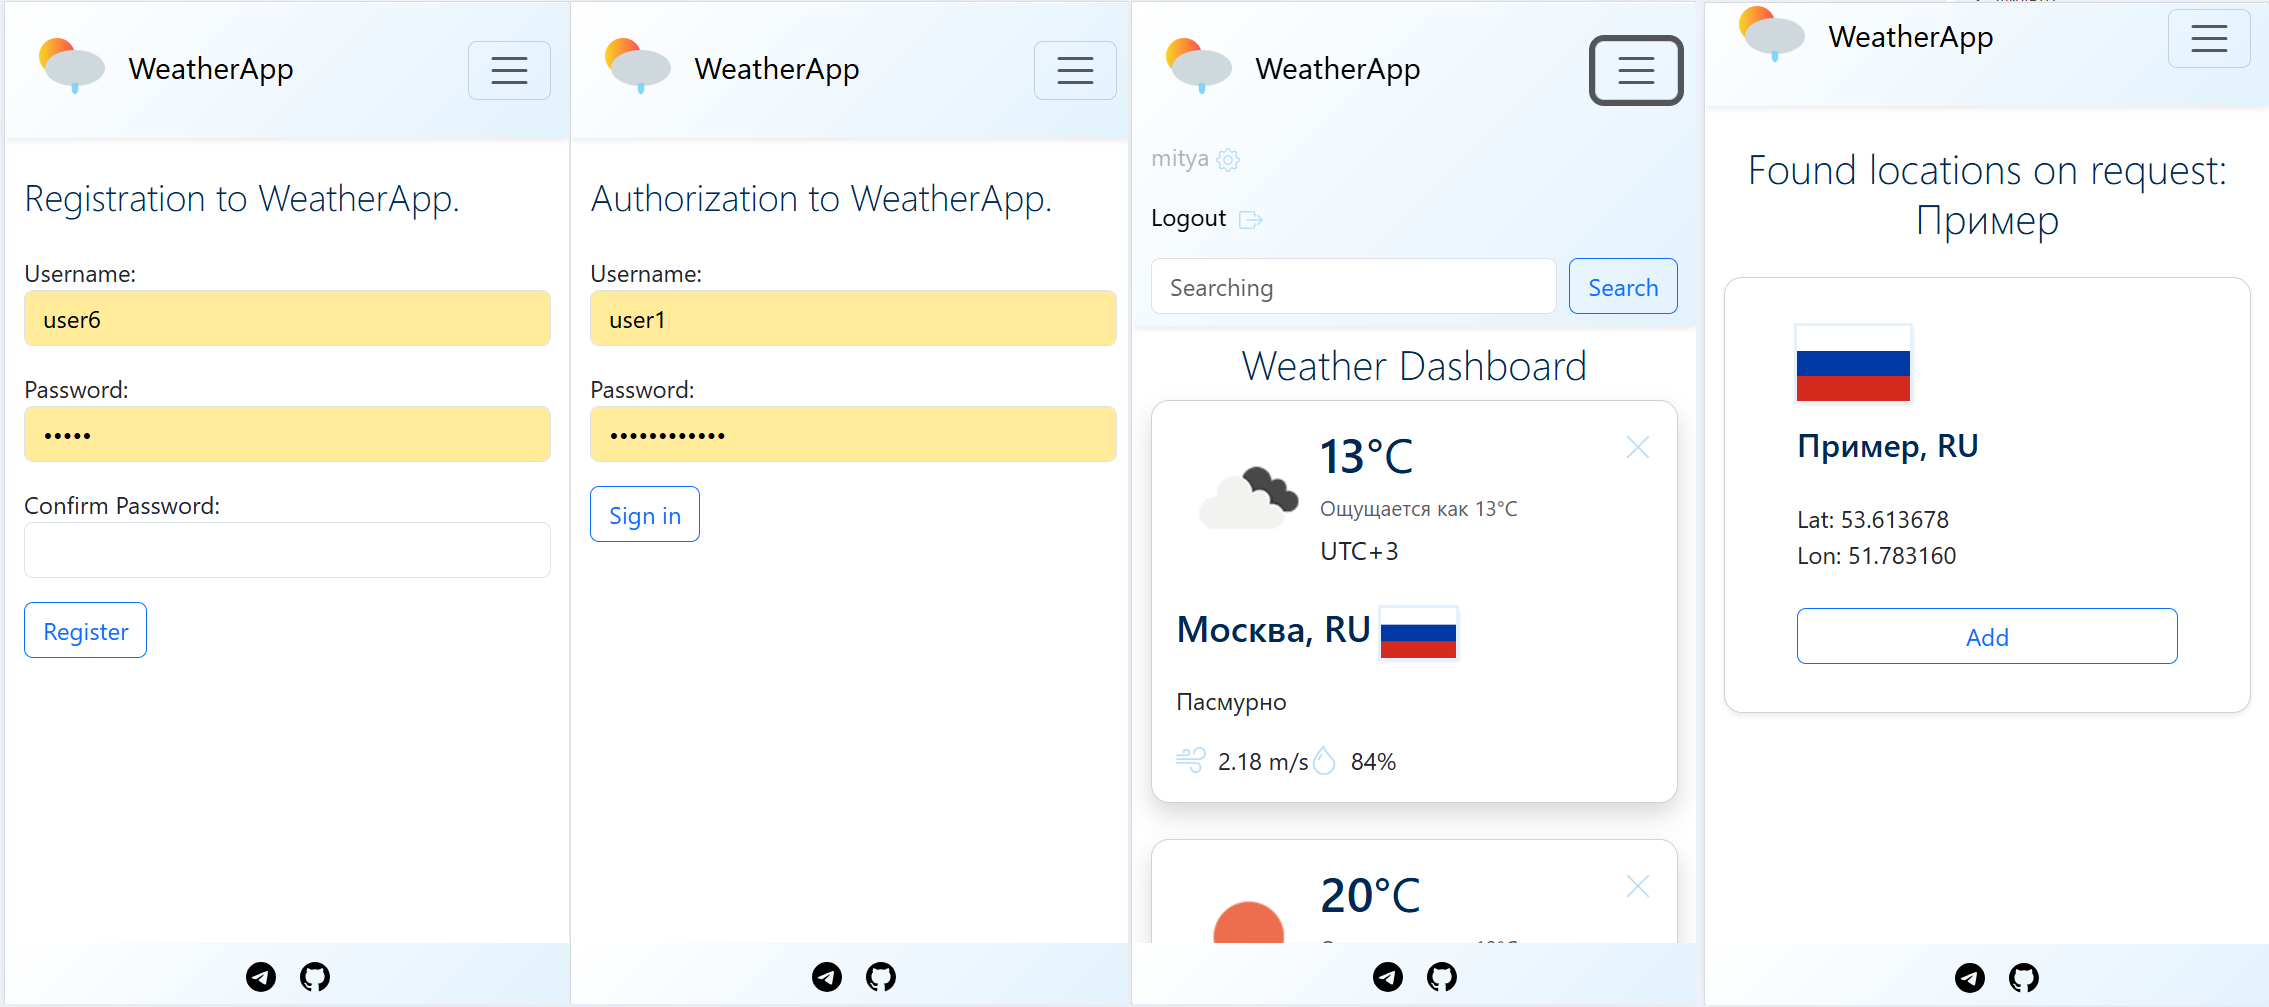 WeatherApp
Registration to WeatherApp.
Username:
user6
Password:
•••••
Confirm Password:
Register
WeatherApp
Authorization to WeatherApp.
Username:
user1
Password:
••••••••••••
Sign in
WeatherApp
mitya
Logout
Searching
Search
Weather Dashboard
13°C
Ощущается как 13°C
UTC+3
Москва, RU
Пасмурно
2.18 m/s 84%
20°C
WeatherApp
Found locations on request:
Пример
Пример, RU
Lat: 53.613678
Lon: 51.783160
Add